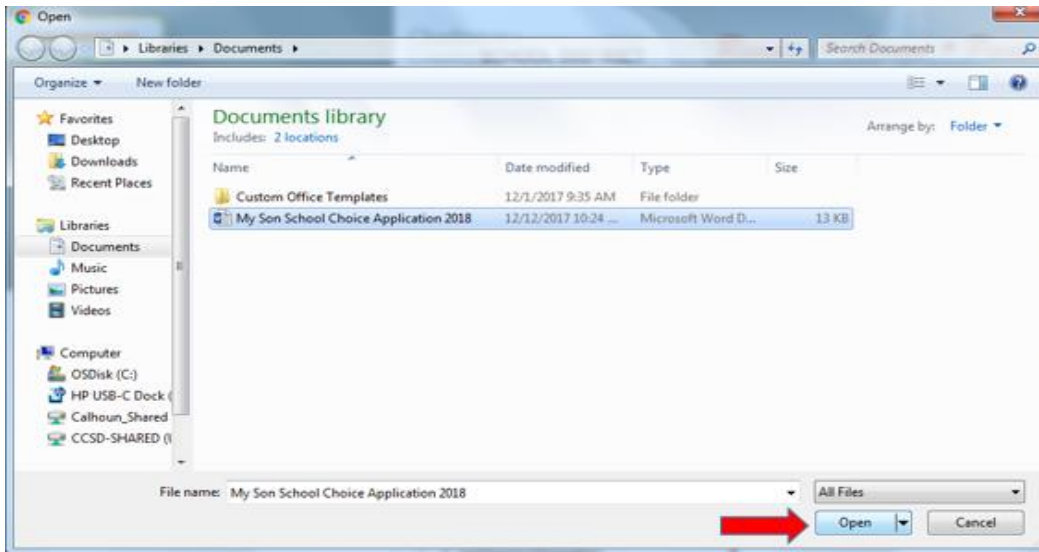 Open
Libraries Documents
Search Documents
Organize New folder
Favorites
Desktop
Downloads
Recent Places
Libraries
Documents
Music
Pictures
Videos
Computer
OSDisk (C:)
HP USB-C Dock (
Calhoun_Shared
CCSD-SHARED (\
Documents library
Includes: 2 locations
Arrange by: Folder
Name Date modified Type Size
Custom Office Templates 12/1/2017 9:35 AM File folder
My Son School Choice Application 2018 12/12/2017 10:24 ... Microsoft Word D... 13 KB
File name: My Son School Choice Application 2018
All Files
Open Cancel